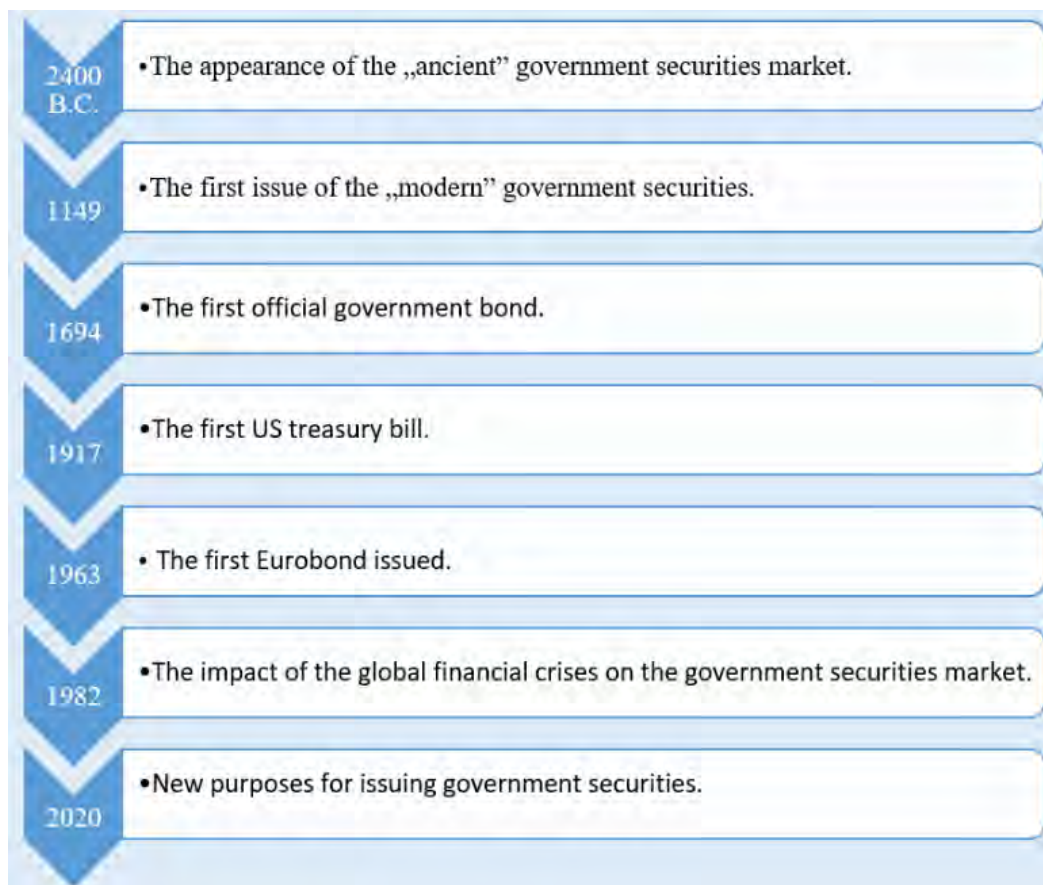 2400
B.C.
•The appearance of the „ancient” government securities market.
1149
•The first issue of the „modern” government securities.
1694
•The first official government bond.
1917
•The first US treasury bill.
1963
• The first Eurobond issued.
1982
•The impact of the global financial crises on the government securities market.
2020
•New purposes for issuing government securities.